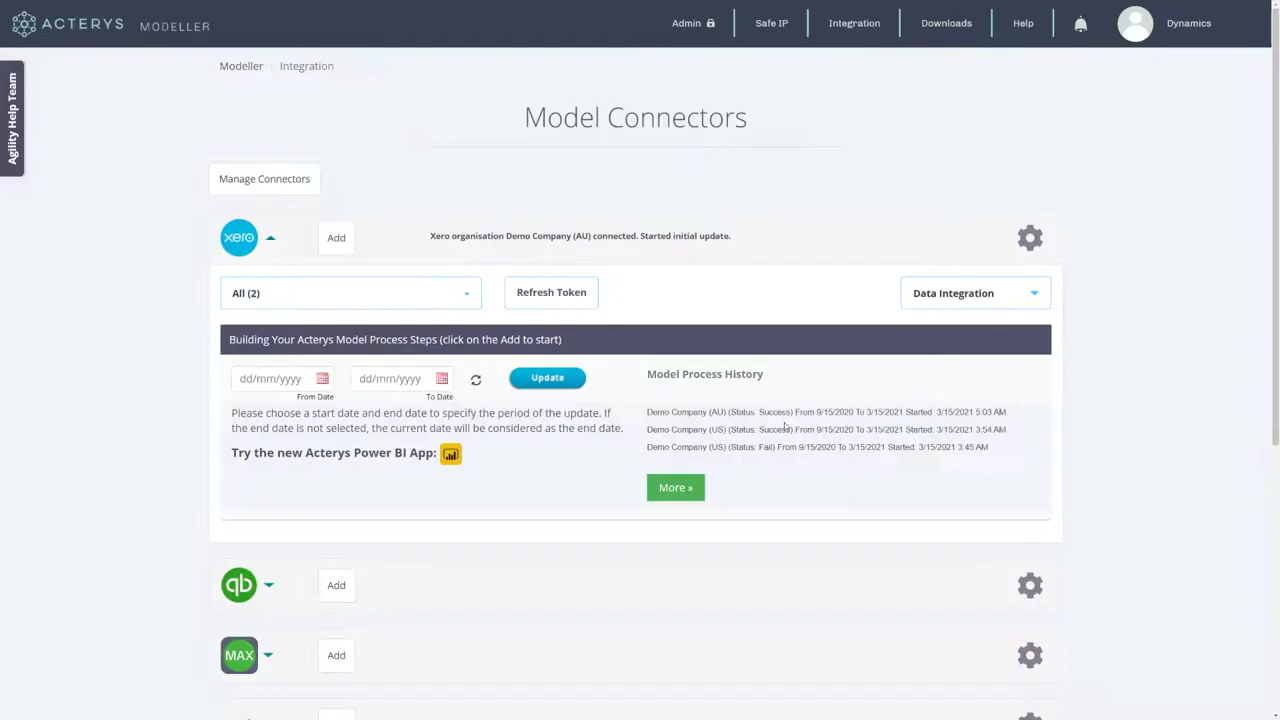 ACTERYS MODELLER
Admin
Safe IP
Integration
Downloads
Help
Dynamics
Agility Help Team
Modeller / Integration
Model Connectors
Manage Connectors
xero
Add
Xero organisation Demo Company (AU) connected. Started initial update.
All (2)
Refresh Token
Data Integration
Building Your Acterys Model Process Steps (click on the Add to start)
dd/mm/yyyy
From Date
dd/mm/yyyy
To Date
Update
Please choose a start date and end date to specify the period of the update. If
the end date is not selected, the current date will be considered as the end date.
Try the new Acterys Power BI App:
Model Process History
Demo Company (AU) (Status: Success) From 9/15/2020 To 3/15/2021 Started: 3/15/2021 5:03 AM
Demo Company (US) (Status: Success) From 9/15/2020 To 3/15/2021 Started: 3/15/2021 3:54 AM
Demo Company (US) (Status: Fail) From 9/15/2020 To 3/15/2021 Started: 3/15/2021 3:45 AM
More »
qb
Add
MAX
Add